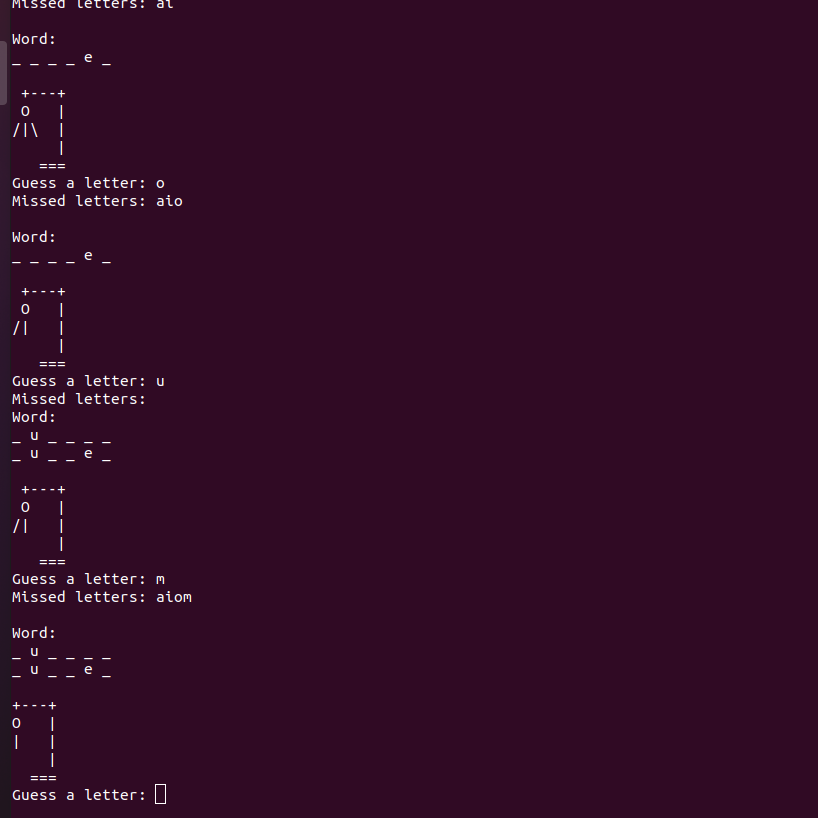 Missed letters: ai

Word:
_ _ _ _ e _

 +---+
 O   |
/|\  |
     |
   ===
Guess a letter: o
Missed letters: aio

Word:
_ _ _ _ e _

 +---+
 O   |
/|   |
     |
   ===
Guess a letter: u
Missed letters:
Word:
_ u _ _ _ _
_ u _ _ e _

 +---+
 O   |
/|   |
     |
   ===
Guess a letter: m
Missed letters: aiom

Word:
_ u _ _ _ _
_ u _ _ e _

+---+
O   |
|   |
    |
  ===
Guess a letter: